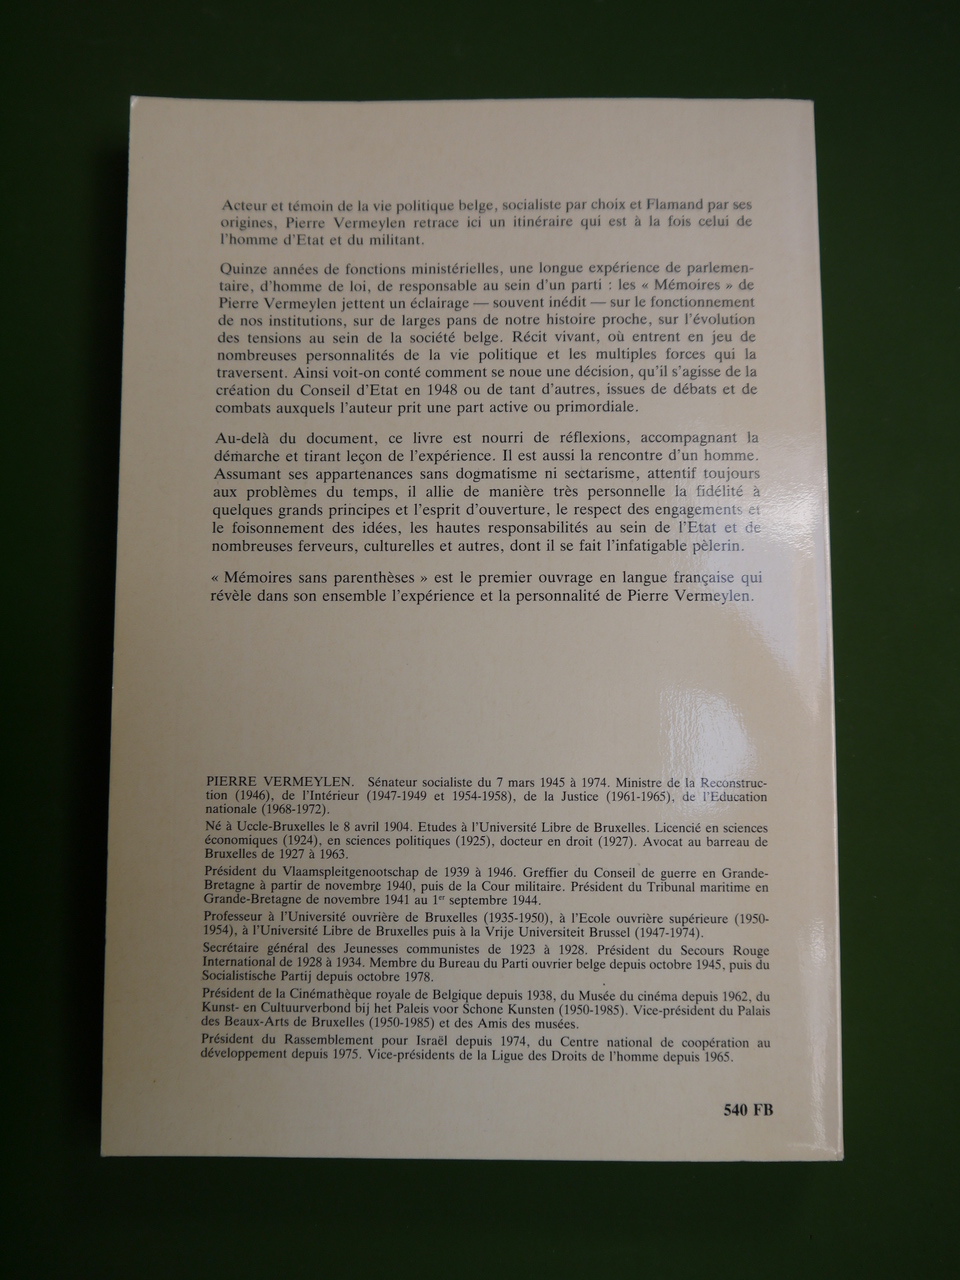 Acteur et témoin de la vie politique belge, socialiste par choix et Flamand par ses
origines, Pierre Vermeylen retrace ici un itinéraire qui est à la fois celui de
l'homme d'Etat et du militant.
Quinze années de fonctions ministérielles, une longue expérience de parlemen-
taire, d'homme de loi, de responsable au sein d'un parti : les « Mémoires » de
Pierre Vermeylen jettent un éclairage — souvent inédit — sur le fonctionnement
de nos institutions, sur de larges pans de notre histoire proche, sur l'évolution
des tensions au sein de la société belge. Récit vivant, où entrent en jeu de
nombreuses personnalités de la vie politique et les multiples forces qui la
traversent. Ainsi voit-on conté comment se noue une décision, qu'il s'agisse de la
création du Conseil d'Etat en 1948 ou de tant d'autres, issues de débats et de
combats auxquels l'auteur prit une part active ou primordiale.
Au-delà du document, ce livre est nourri de réflexions, accompagnant la
démarche et tirant leçon de l'expérience. Il est aussi la rencontre d'un homme.
Assumant ses appartenances sans dogmatisme ni sectarisme, attentif toujours
aux problèmes du temps, il allie de manière très personnelle la fidélité à
quelques grands principes et l'esprit d'ouverture, le respect des engagements et
le foisonnement des idées, les hautes responsabilités au sein de l'Etat et de
nombreuses ferveurs, culturelles et autres, dont il se fait l'infatigable pèlerin.
« Mémoires sans parenthèses » est le premier ouvrage en langue française qui
révèle dans son ensemble l'expérience et la personnalité de Pierre Vermeylen.
PIERRE VERMEYLEN. Sénateur socialiste du 7 mars 1945 à 1974. Ministre de la Reconstruc-
tion (1946), de l'Intérieur (1947-1949 et 1954-1958), de la Justice (1961-1965), de l'Education
nationale (1968-1972).
Né à Uccle-Bruxelles le 8 avril 1904. Etudes à l'Université Libre de Bruxelles. Licencié en sciences
économiques (1924), en sciences politiques (1925), docteur en droit (1927). Avocat au barreau de
Bruxelles de 1927 à 1963.
Président du Vlaamspleitgenootschap de 1939 à 1946. Greffier du Conseil de guerre en Grande-
Bretagne à partir de novembre 1940, puis de la Cour militaire. Président du Tribunal maritime en
Grande-Bretagne de novembre 1941 au 1er septembre 1944.
Professeur à l'Université ouvrière de Bruxelles (1935-1950), à l'Ecole ouvrière supérieure (1950-
1954), à l'Université Libre de Bruxelles puis à la Vrije Universiteit Brussel (1947-1974).
Secrétaire général des Jeunesses communistes de 1923 à 1928. Président du Secours Rouge
International de 1928 à 1934. Membre du Bureau du Parti ouvrier belge depuis octobre 1945, puis du
Socialistische Partij depuis octobre 1978.
Président de la Cinémathèque royale de Belgique depuis 1938, du Musée du cinéma depuis 1962, du
Kunst- en Cultuurverbond bij het Paleis voor Schone Kunsten (1950-1985). Vice-président du Palais
des Beaux-Arts de Bruxelles (1950-1985) et des Amis des musées.
Président du Rassemblement pour Israël depuis 1974, du Centre national de coopération au
développement depuis 1975. Vice-présidents de la Ligue des Droits de l'homme depuis 1965.
540 FB